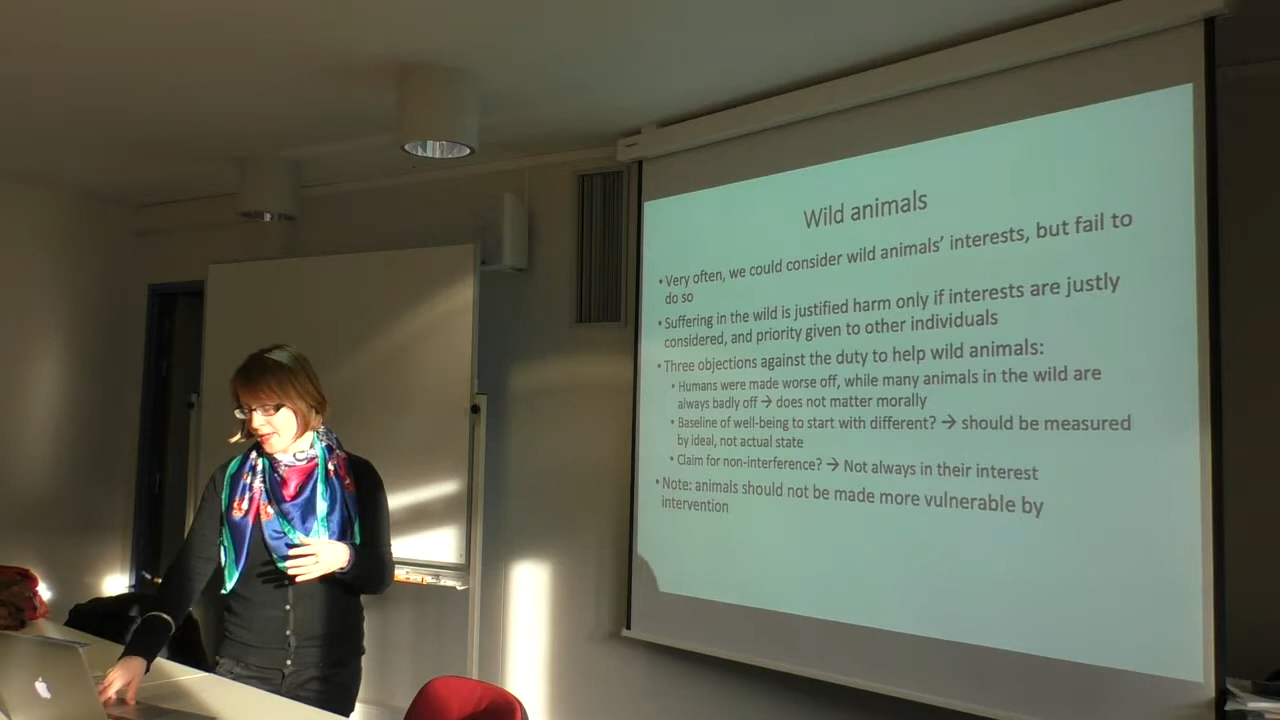 Wild animals
• Very often, we could consider wild animals' interests, but fail to
do so
• Suffering in the wild is justified harm only if interests are justly
considered, and priority given to other individuals
• Three objections against the duty to help wild animals:
• Humans were made worse off, while many animals in the wild are
always badly off → does not matter morally
• Baseline of well-being to start with different? → should be measured
by ideal, not actual state
• Claim for non-interference? → Not always in their interest
• Note: animals should not be made more vulnerable by
intervention